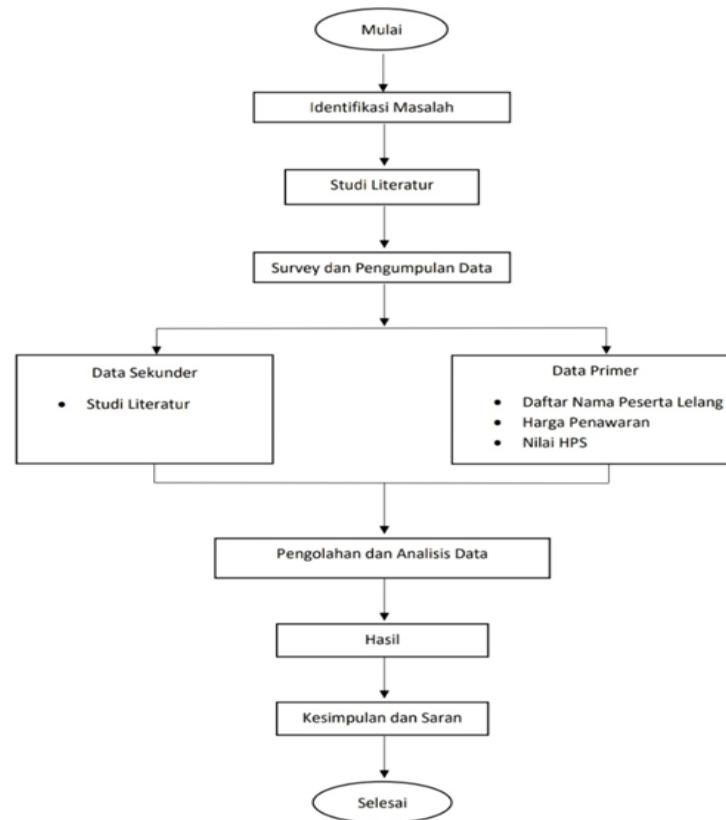 Mulai
Identifikasi Masalah
Studi Literatur
Survey dan Pengumpulan Data
Data Sekunder
• Studi Literatur
Data Primer
• Daftar Nama Peserta Lelang
• Harga Penawaran
• Nilai HPS
Pengolahan dan Analisis Data
Hasil
Kesimpulan dan Saran
Selesai